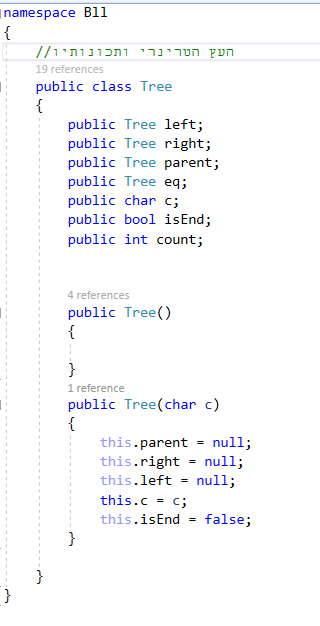 namespace Bll
{
//העץ הטרינרי ותכונותיו
19 references
public class Tree
{
public Tree left;
public Tree right;
public Tree parent;
public Tree eq;
public char c;
public bool isEnd;
public int count;
4 references
public Tree()
{
}
1 reference
public Tree(char c)
{
this.parent = null;
this.right = null;
this.left = null;
this.c = c;
this.isEnd = false;
}
}
}